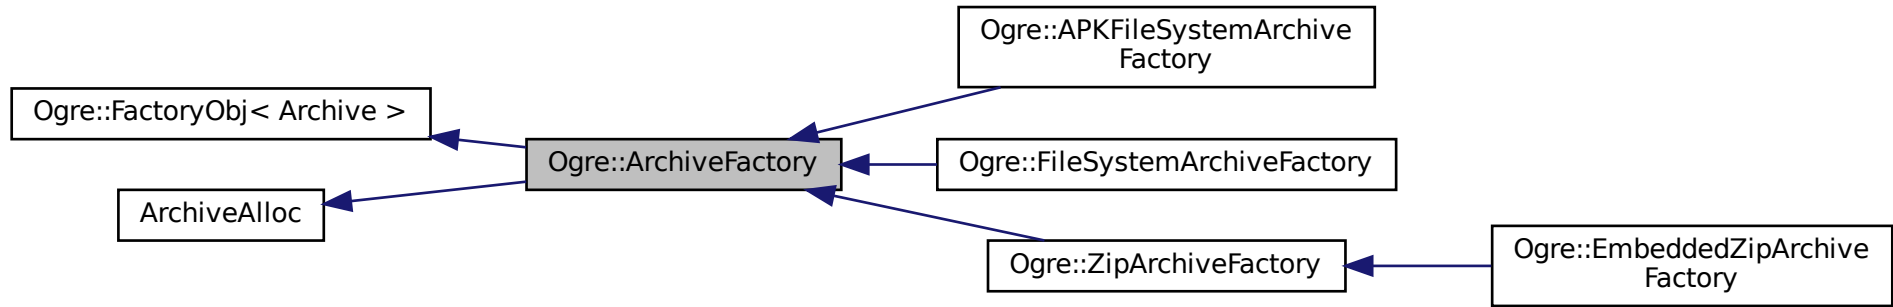 Ogre::APKFileSystemArchive
Factory
Ogre::FactoryObj< Archive >
Ogre::ArchiveFactory
Ogre::FileSystemArchiveFactory
ArchiveAlloc
Ogre::ZipArchiveFactory
Ogre::EmbeddedZipArchive
Factory